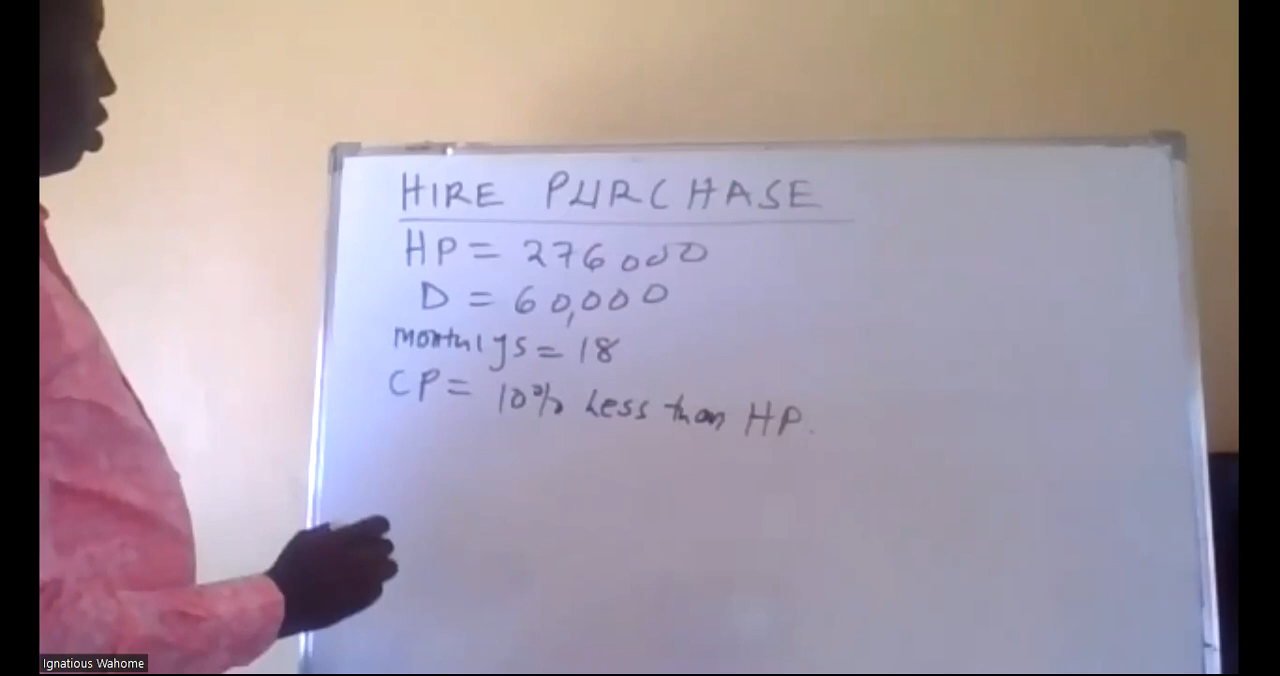 HIRE PURCHASE
HP = 276000
D = 60,000
monthlys = 18
CP = 10% Less than HP.
Ignatious Wahome